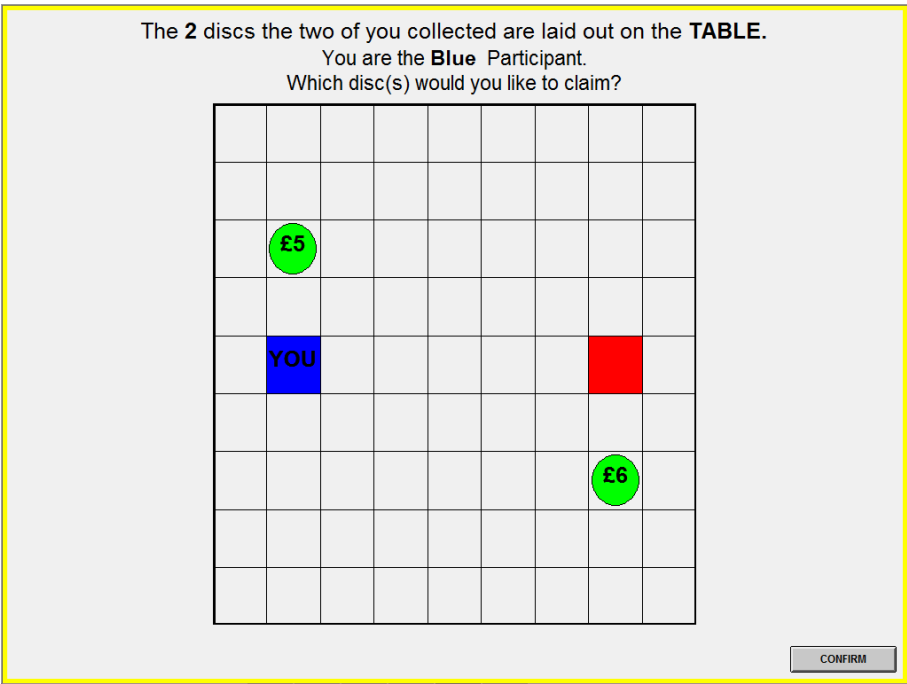 The 2 discs the two of you collected are laid out on the TABLE.
You are the Blue Participant.
Which disc(s) would you like to claim?
£5
YOU
£6
CONFIRM